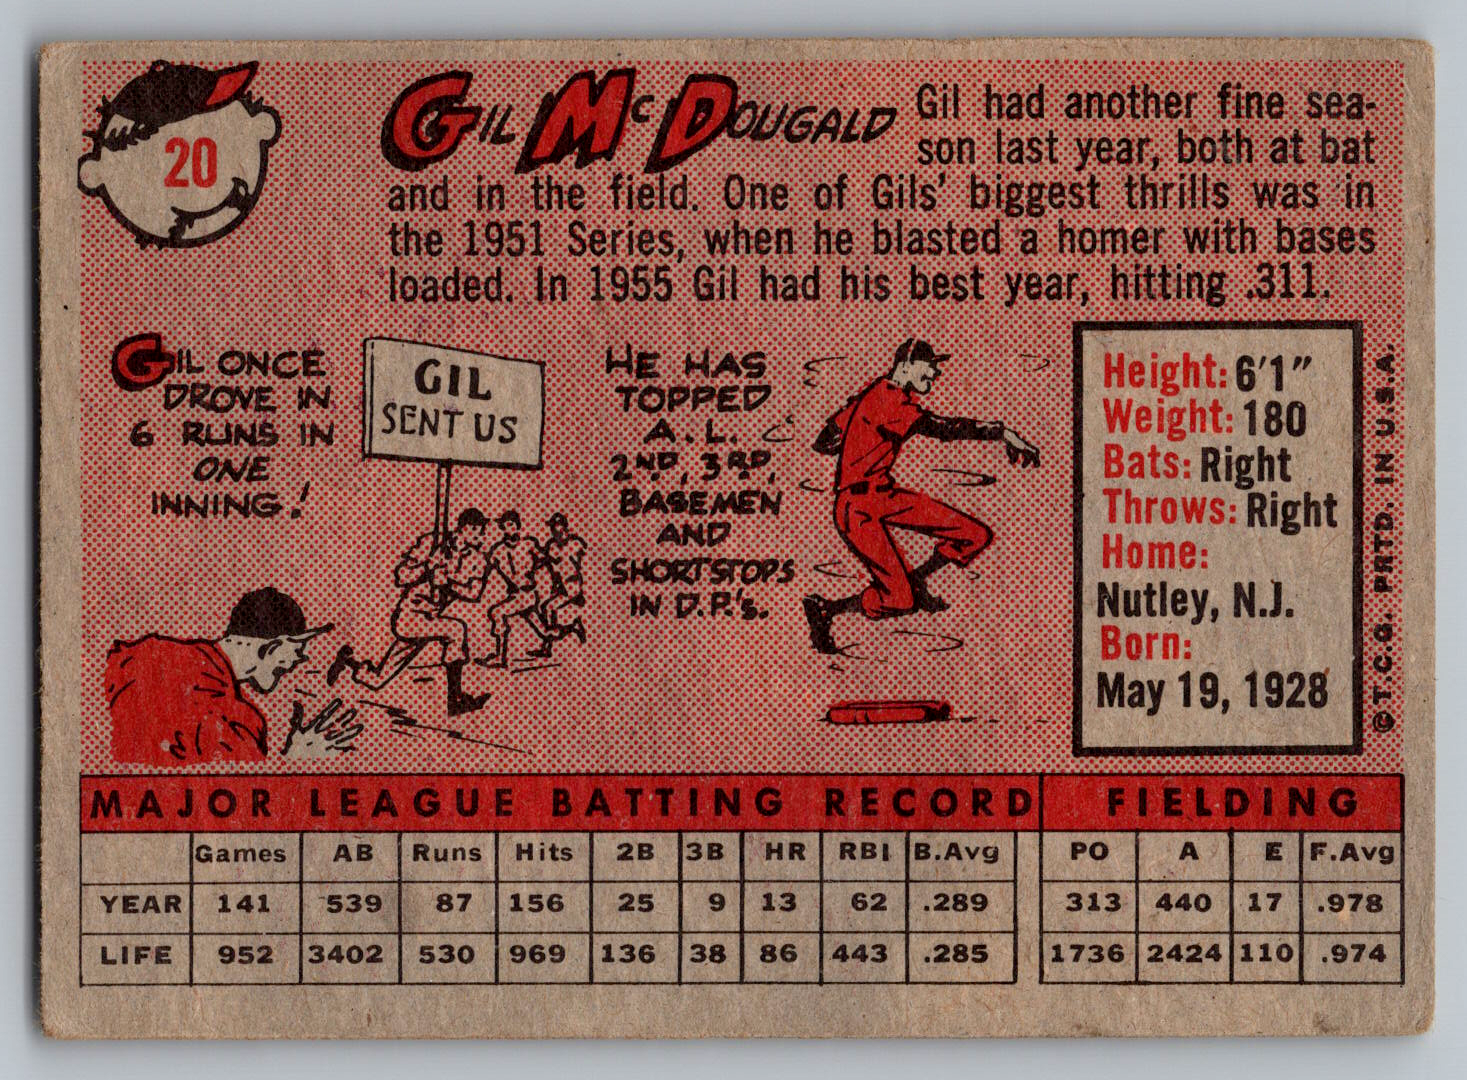 20
GIL McDOUGALD
Gil had another fine sea-
son last year, both at bat
and in the field. One of Gils' biggest thrills was in
the 1951 Series, when he blasted a homer with bases
loaded. In 1955 Gil had his best year, hitting .311.
GIL ONCE
DROVE IN
6 RUNS IN
ONE
INNING!
GIL
SENT US
HE HAS
TOPPED
A.L.
2ND, 3RD,
BASEMEN
AND
SHORTSTOPS
IN D.P.'s.
Height: 6'1"
Weight: 180
Bats: Right
Throws: Right
Home:
Nutley, N.J.
Born:
May 19, 1928
© T.C.G. PRTD. IN U.S.A.
MAJOR LEAGUE BATTING RECORD FIELDING
Games AB Runs Hits 2B 3B HR RBI B.Avg PO A E F.Avg
YEAR 141 539 87 156 25 9 13 62 .289 313 440 17 .978
LIFE 952 3402 530 969 136 38 86 443 .285 1736 2424 110 .974